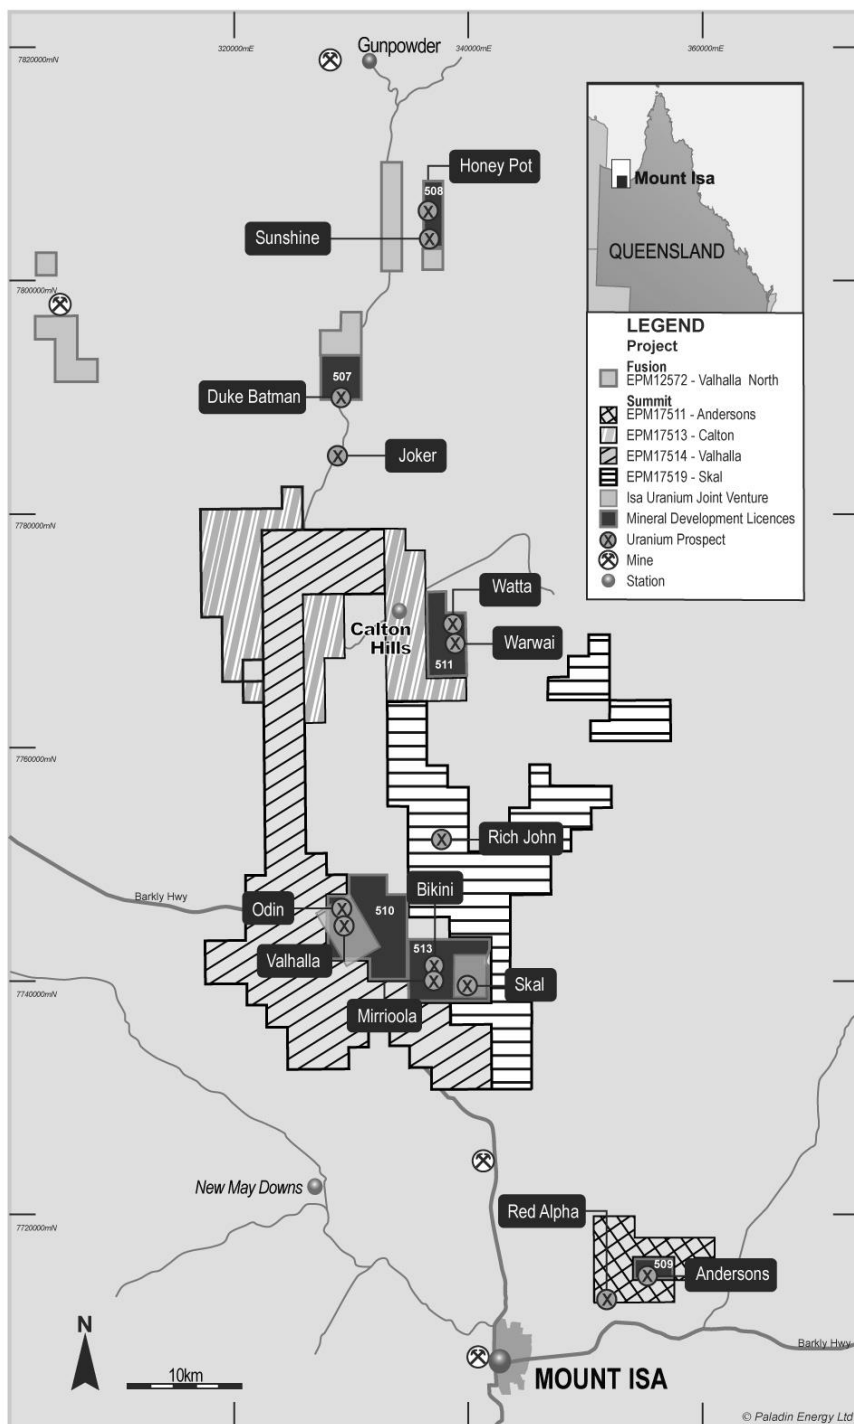 320000mE
340000mE
360000mE
7820000mN
Gunpowder
Honey Pot
508
Sunshine
Mount Isa
QUEENSLAND
7800000mN
LEGEND
Project
Fusion
EPM12572 - Valhalla North
Summit
EPM17511 - Andersons
EPM17513 - Calton
EPM17514 - Valhalla
EPM17519 - Skal
Isa Uranium Joint Venture
Mineral Development Licences
Uranium Prospect
Mine
Station
507
Duke Batman
Joker
7780000mN
Watta
Calton
Hills
Warwai
511
7760000mN
Rich John
Bikini
Barkly Hwy
Odin
510
513
Valhalla
Skal
7740000mN
Mirrioola
New May Downs
Red Alpha
7720000mN
509
Andersons
N
10km
Barkly Hwy
MOUNT ISA
© Paladin Energy Ltd